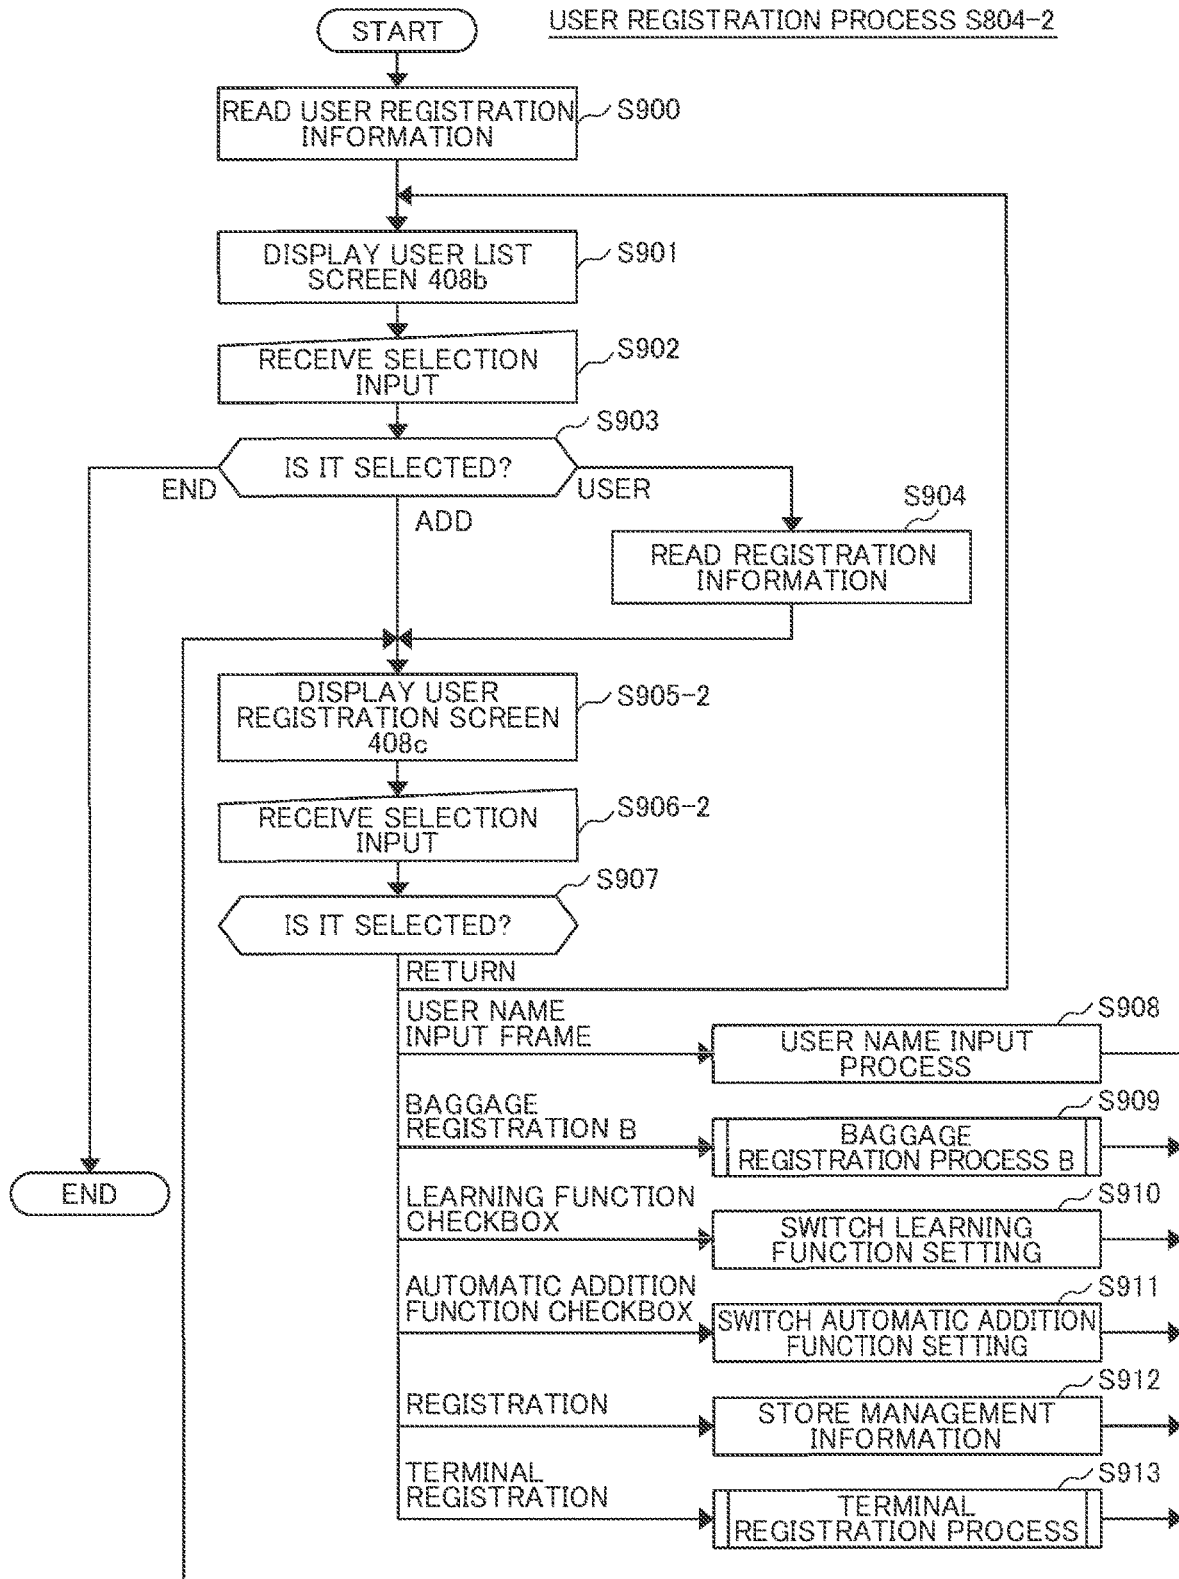 START
USER REGISTRATION PROCESS S804-2
READ USER REGISTRATION
INFORMATION
S900
DISPLAY USER LIST
SCREEN 408b
S901
RECEIVE SELECTION
INPUT
S902
S903
IS IT SELECTED?
END
USER
ADD
S904
READ REGISTRATION
INFORMATION
DISPLAY USER
REGISTRATION SCREEN
408c
S905-2
RECEIVE SELECTION
INPUT
S906-2
S907
IS IT SELECTED?
RETURN
USER NAME
INPUT FRAME
S908
USER NAME INPUT
PROCESS
BAGGAGE
REGISTRATION B
S909
BAGGAGE
REGISTRATION PROCESS B
END
LEARNING FUNCTION
CHECKBOX
S910
SWITCH LEARNING
FUNCTION SETTING
AUTOMATIC ADDITION
FUNCTION CHECKBOX
S911
SWITCH AUTOMATIC ADDITION
FUNCTION SETTING
REGISTRATION
S912
STORE MANAGEMENT
INFORMATION
TERMINAL
REGISTRATION
S913
TERMINAL
REGISTRATION PROCESS